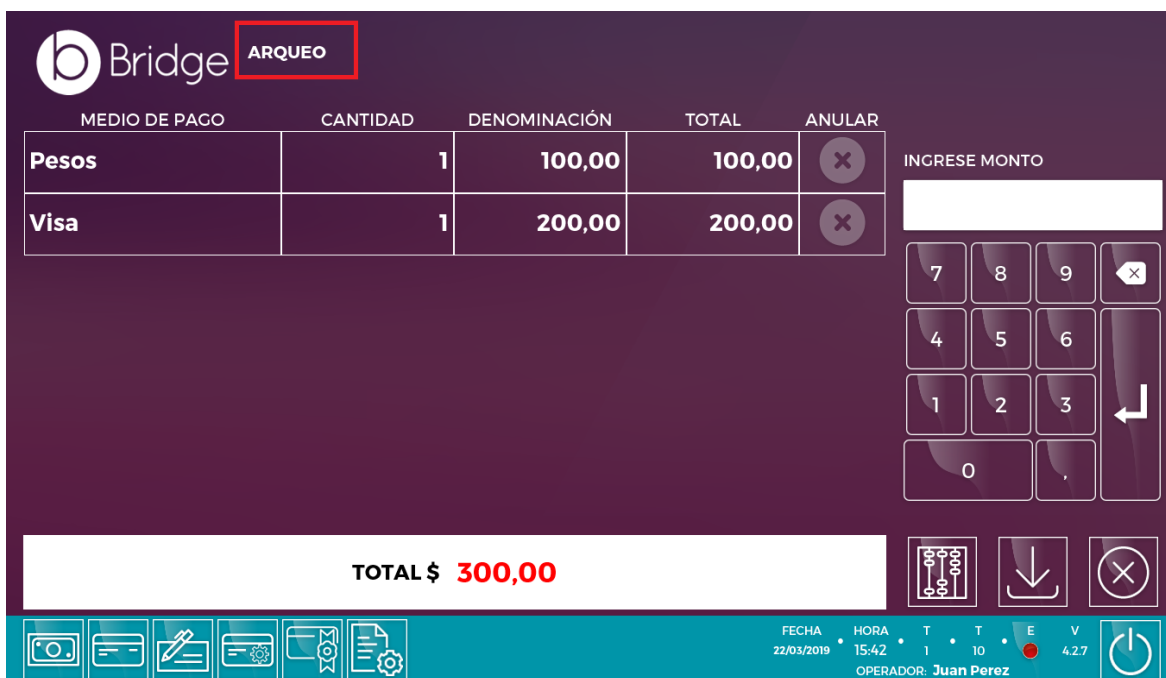 Bridge ARQUEO
MEDIO DE PAGO CANTIDAD DENOMINACIÓN TOTAL ANULAR
Pesos 1 100,00 100,00
Visa 1 200,00 200,00
INGRESE MONTO
7 8 9
4 5 6
1 2 3
0 ,
TOTAL $ 300,00
FECHA HORA T T E V
22/03/2019 15:42 1 10 4.2.7
OPERADOR: Juan Perez